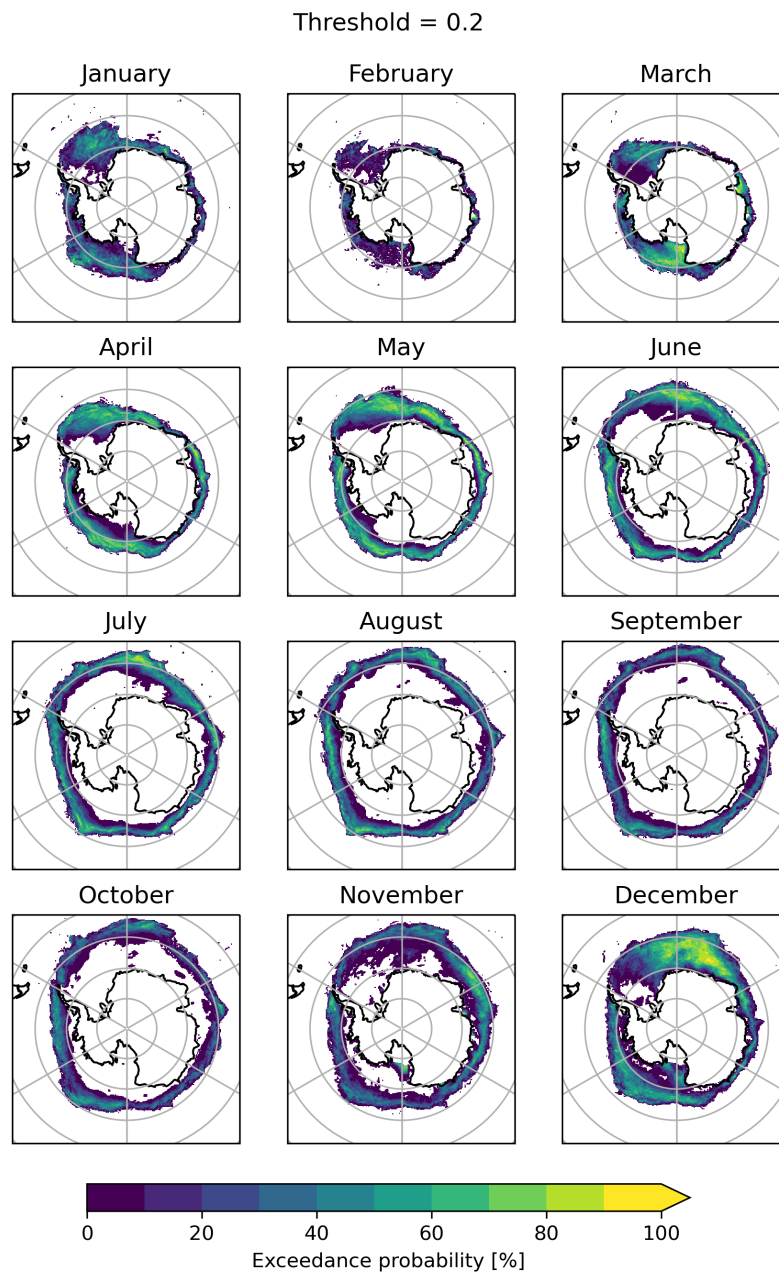 Threshold = 0.2
January February March
April May June
July August September
October November December
0 20 40 60 80 100
Exceedance probability [%]